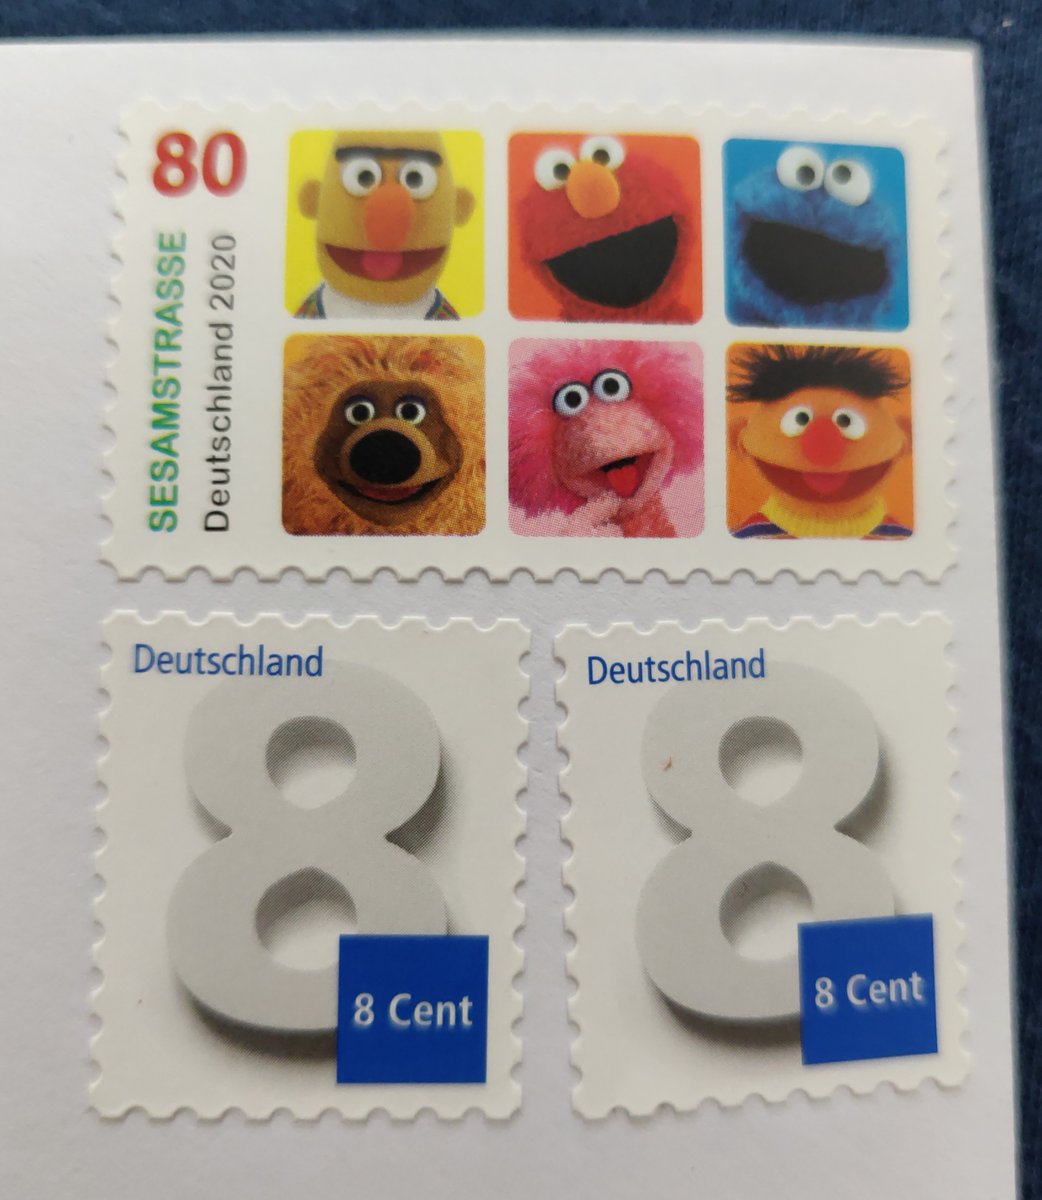 80
SESAMSTRASSE
Deutschland 2020
Deutschland
8
8 Cent
Deutschland
8
8 Cent